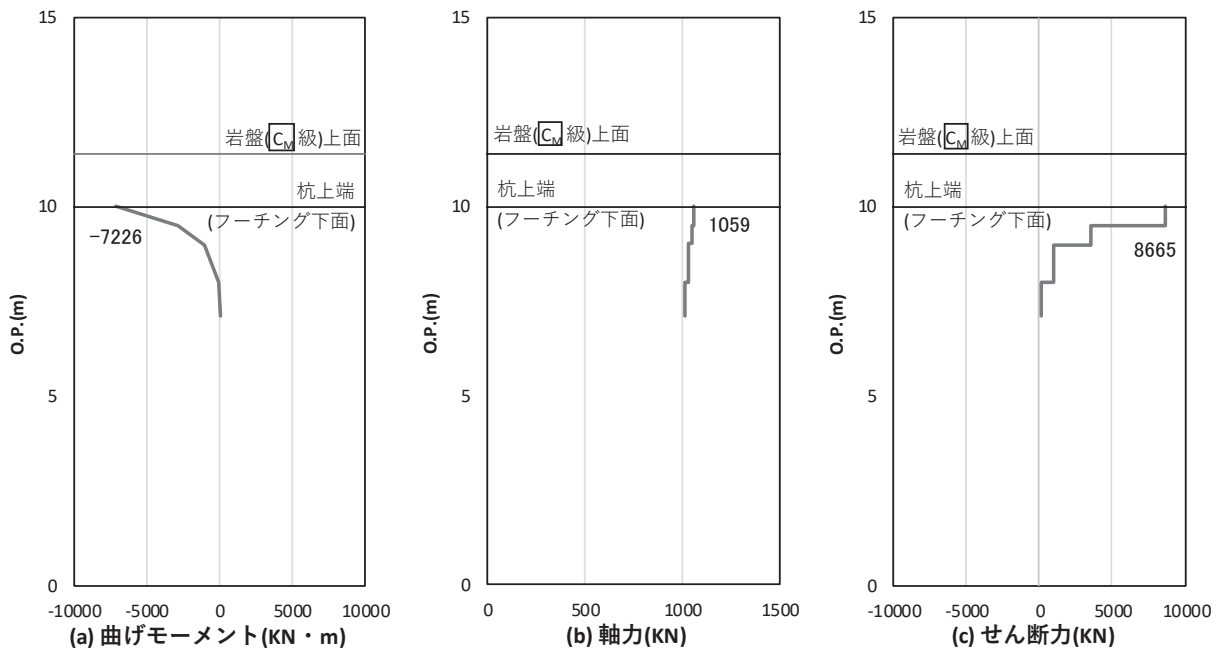 15
10
5
0
O.P.(m)
岩盤(CM級)上面
杭上端
(フーチング下面)
-7226
-10000 -5000 0 5000 10000
(a) 曲げモーメント(KN・m)
15
10
5
0
O.P.(m)
岩盤(CM級)上面
杭上端
(フーチング下面)
1059
0 500 1000 1500
(b) 軸力(KN)
15
10
5
0
O.P.(m)
岩盤(CM級)上面
杭上端
(フーチング下面)
8665
-10000 -5000 0 5000 10000
(c) せん断力(KN)